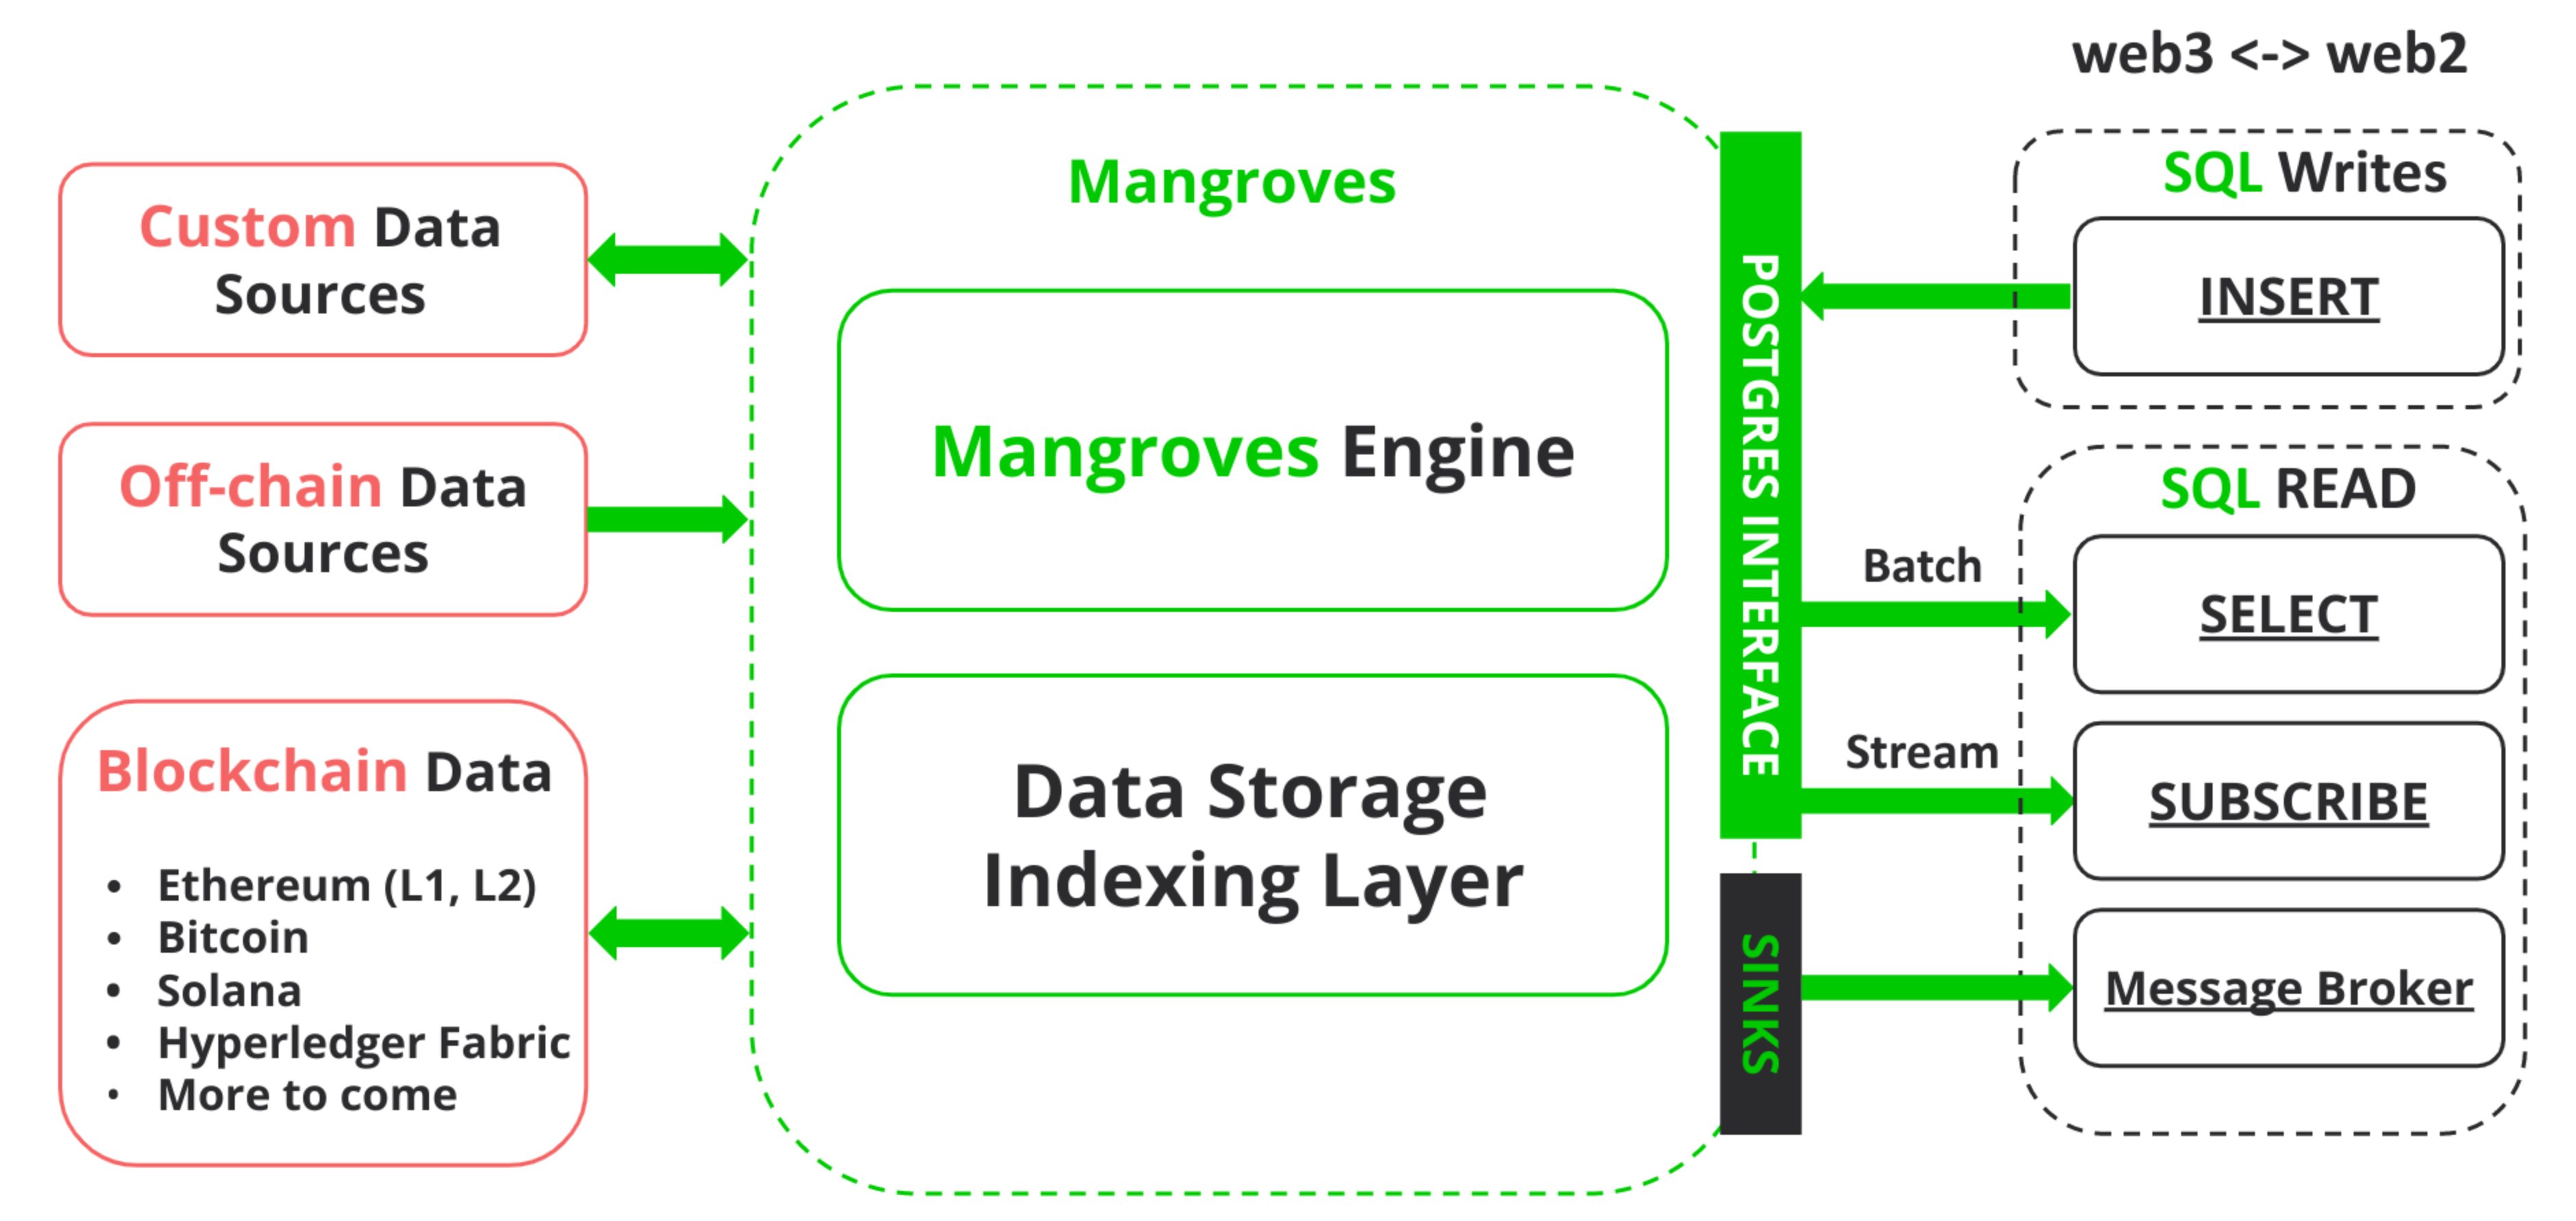 web3 <-> web2
Custom Data
Sources
Off-chain Data
Sources
Blockchain Data
• Ethereum (L1, L2)
• Bitcoin
• Solana
• Hyperledger Fabric
• More to come
Mangroves
Mangroves Engine
Data Storage
Indexing Layer
POSTGRES INTERFACE
SINKS
SQL Writes
INSERT
SQL READ
Batch
SELECT
Stream
SUBSCRIBE
Message Broker